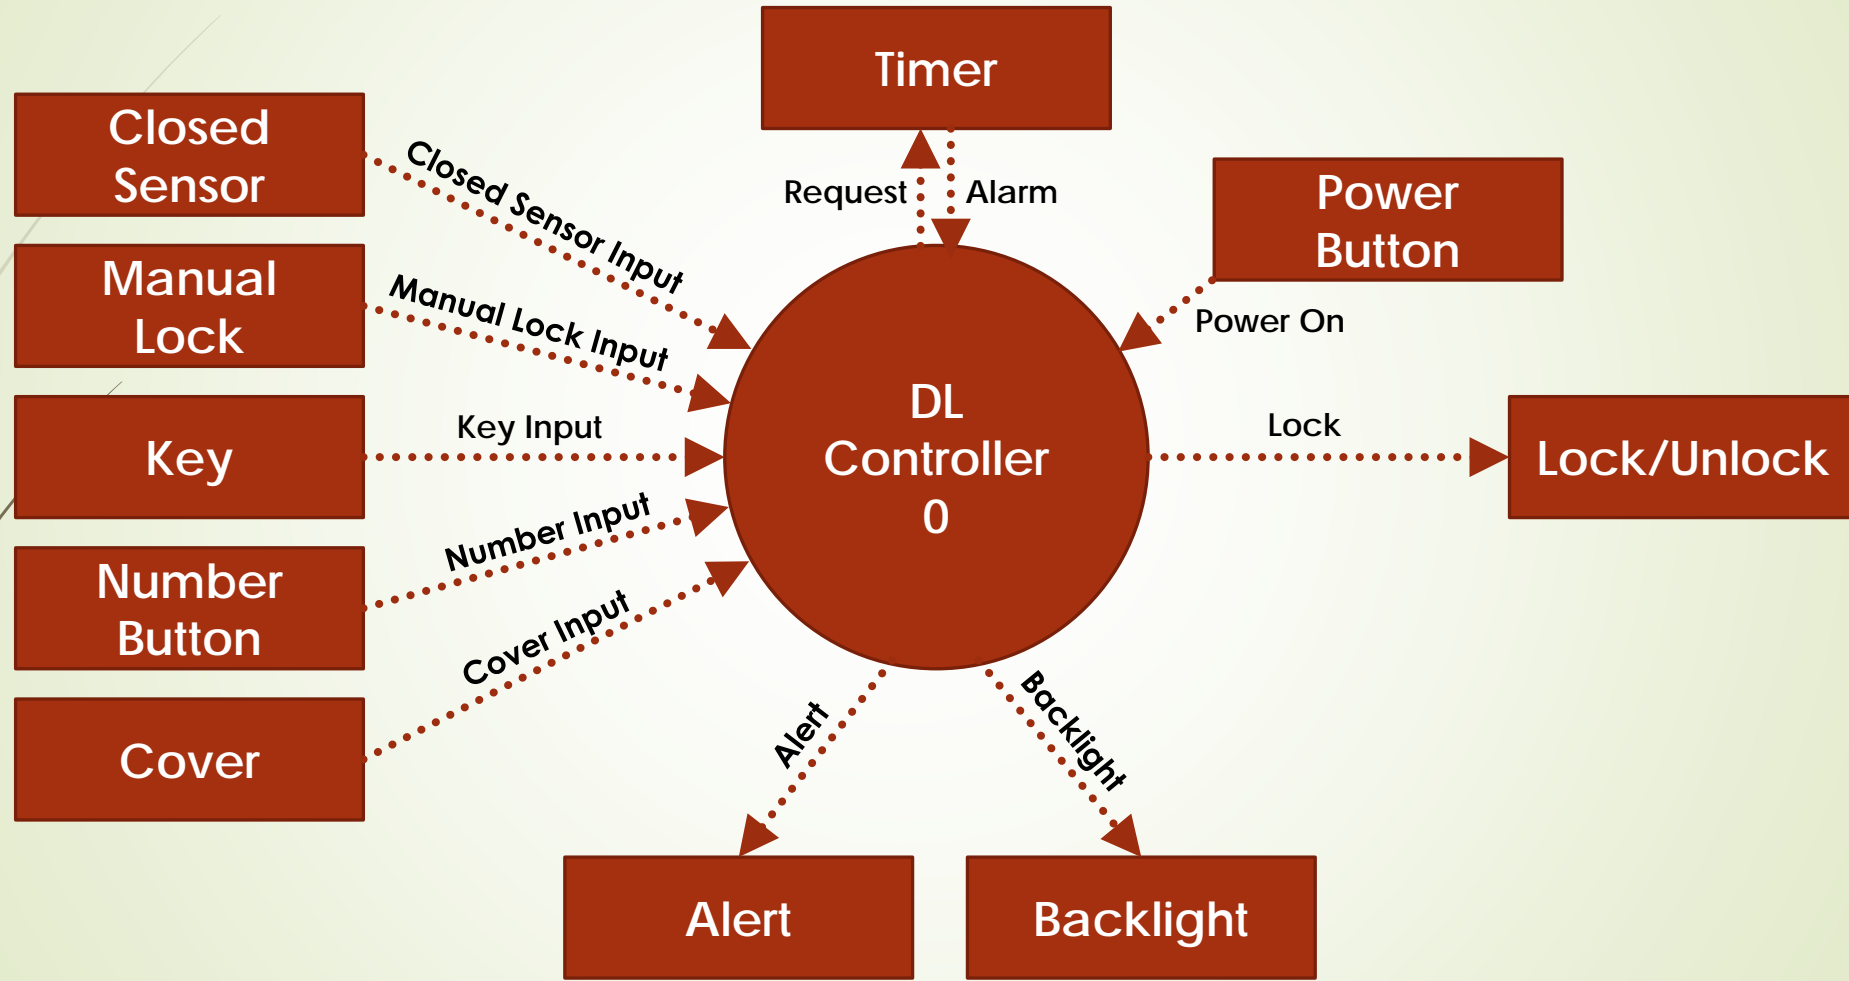 Timer
Closed
Sensor
Closed Sensor Input
Request
Alarm
Power
Button
Manual
Lock
Manual Lock Input
Power On
Key
Key Input
DL
Controller
0
Lock
Lock/Unlock
Number
Button
Number Input
Cover
Cover Input
Alert
Backlight
Alert
Backlight